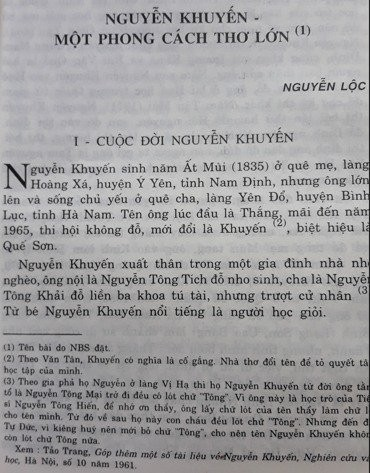 NGUYỄN KHUYẾN -
MỘT PHONG CÁCH THƠ LỚN (1)
NGUYỄN LỘC
I - CUỘC ĐỜI NGUYỄN KHUYẾN
Nguyễn Khuyến sinh năm Ất Mùi (1835) ở quê mẹ, làng
Hoàng Xá, huyện Ý Yên, tỉnh Nam Định, nhưng ông lớn
lên và sống chủ yếu ở quê cha, làng Yên Đổ, huyện Bình
Lục, tỉnh Hà Nam. Tên ông lúc đầu là Thắng, mãi đến năm
1965, thi hội không đỗ, mới đổi là Khuyến (2), biệt hiệu là
Quế Sơn.
Nguyễn Khuyến xuất thân trong một gia đình nhà nho
nghèo, ông nội là Nguyễn Tông Tích đỗ nho sinh, cha là Nguyễn
Tông Khải đỗ liền ba khoa tú tài, nhưng trượt cử nhân (3
Từ bé Nguyễn Khuyến nổi tiếng là người học giỏi.
(1) Tên bài do NBS đặt.
(2) Theo Văn Tân, Khuyến có nghĩa là cố gắng. Nhà thơ đổi tên để tỏ quyết tâ
học tập của mình.
(3) Theo gia phả họ Nguyễn ở làng Vị Hạ thì họ Nguyễn Khuyến từ đời ông tằn
tổ là Nguyễn Tông Mại trở đi đều có lót chữ "Tông". Vì ông này là học trò của Tiế
sĩ Nguyễn Tông Hiến, để nhớ ơn thầy, ông lấy chữ lót của tên thầy làm chữ l
cho tên mình. Từ đó về sau họ này con cháu đều lót chữ "Tông". Nhưng đến đ
Tự Đức, vì kiêng huý nên mới bỏ chữ "Tông", cho nên tên Nguyễn Khuyến khôn
còn lót chữ Tông nữa.
Xem : Tảo Trang, Góp thêm một số tài liệu vềNguyễn Khuyến, Nghiên cứu vă
học, Hà Nội, số 10 năm 1961.